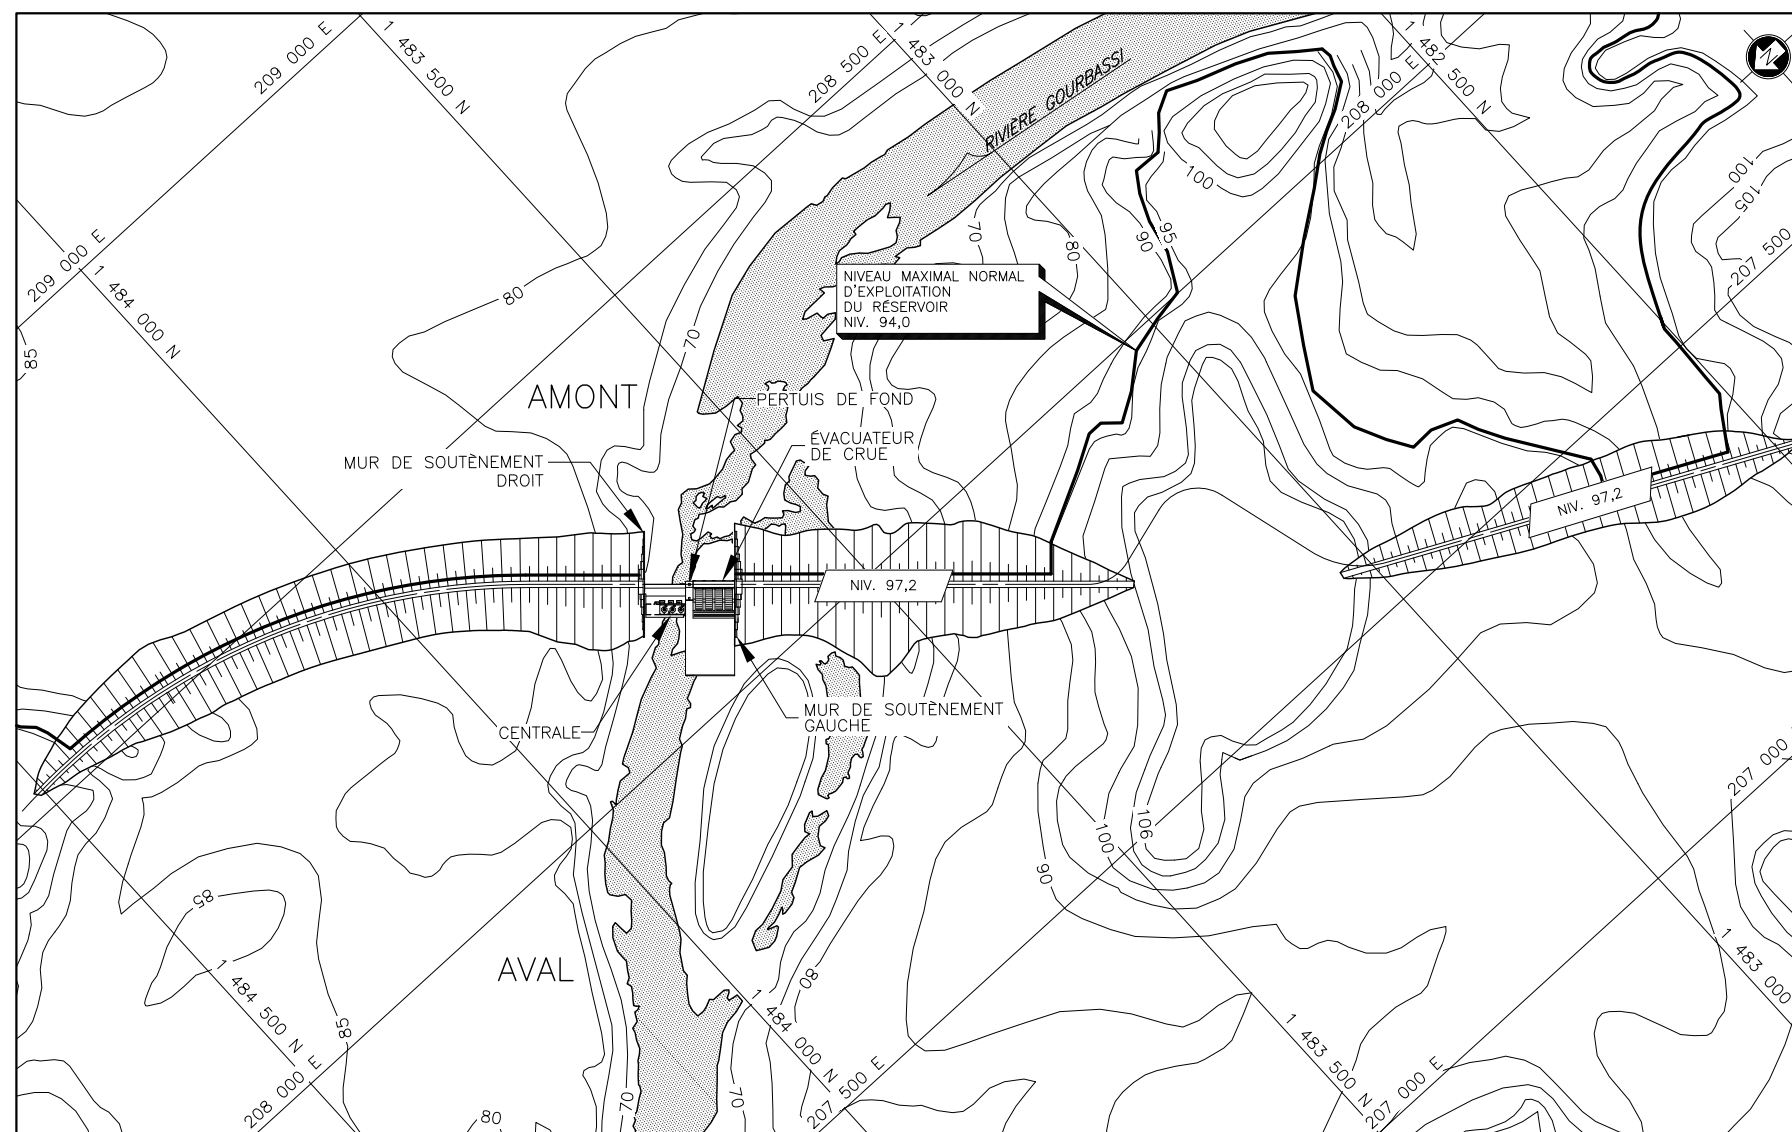 209 000 E
1 483 500 N
208 500 E
1 483 000 N
RIVIÈRE GOURBASSI
1 482 500 N
208 000 E
N
100
100
105
207 500
209 000 E
1 484 000 N
80
70
70
80
90
95
NIVEAU MAXIMAL NORMAL
D'EXPLOITATION
DU RÉSERVOIR
NIV. 94,0
85
AMONT
PERTUIS DE FOND
ÉVACUATEUR
DE CRUE
MUR DE SOUTÈNEMENT
DROIT
NIV. 97,2
NIV. 97,2
MUR DE SOUTÈNEMENT
GAUCHE
CENTRALE
207 000
106
100
90
85
AVAL
80
1 484 500 N
85
1 484 000 N
1 483 500 N
1 483 000
208 000 E
207 500 E
207 000 E
80
70
70